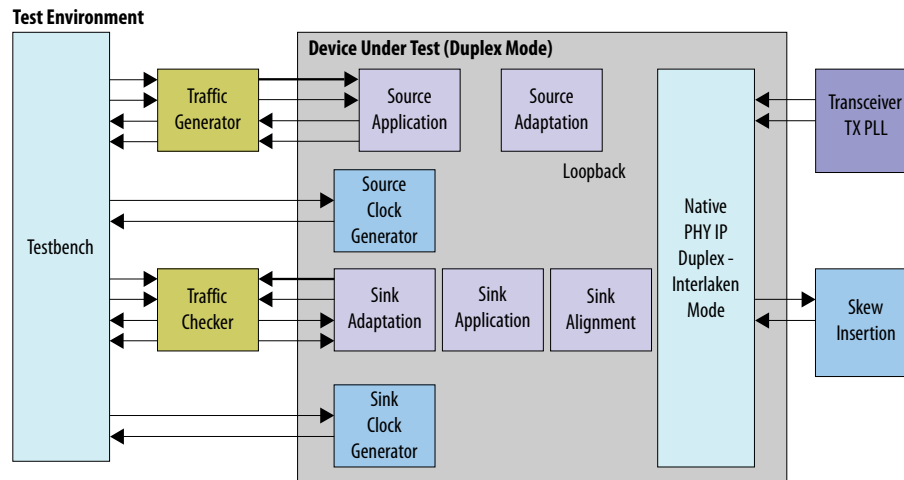 Test Environment
Device Under Test (Duplex Mode)
Testbench
Traffic
Generator
Source
Application
Source
Adaptation
Transceiver
TX PLL
Loopback
Source
Clock
Generator
Native
PHY IP
Duplex -
Interlaken
Mode
Traffic
Checker
Sink
Adaptation
Sink
Application
Sink
Alignment
Skew
Insertion
Sink
Clock
Generator